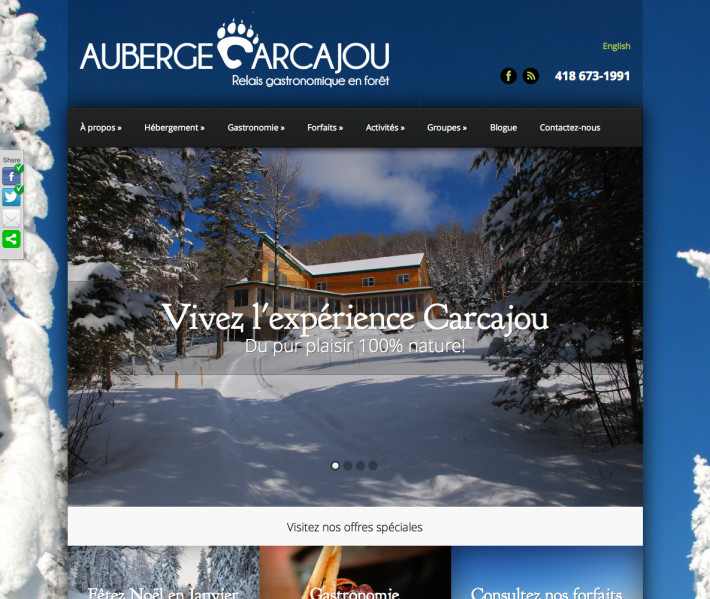 AUBERGE CARCAJOU
Relais gastronomique en forêt
English
418 673-1991
À propos »
Hébergement »
Gastronomie »
Forfaits »
Activités »
Groupes »
Blogue
Contactez-nous
Share
Vivez l'expérience Carcajou
Du pur plaisir 100% nature!
Visitez nos offres spéciales
Fêtez Noël en Janvier
Gastronomie
Consultez nos forfaits